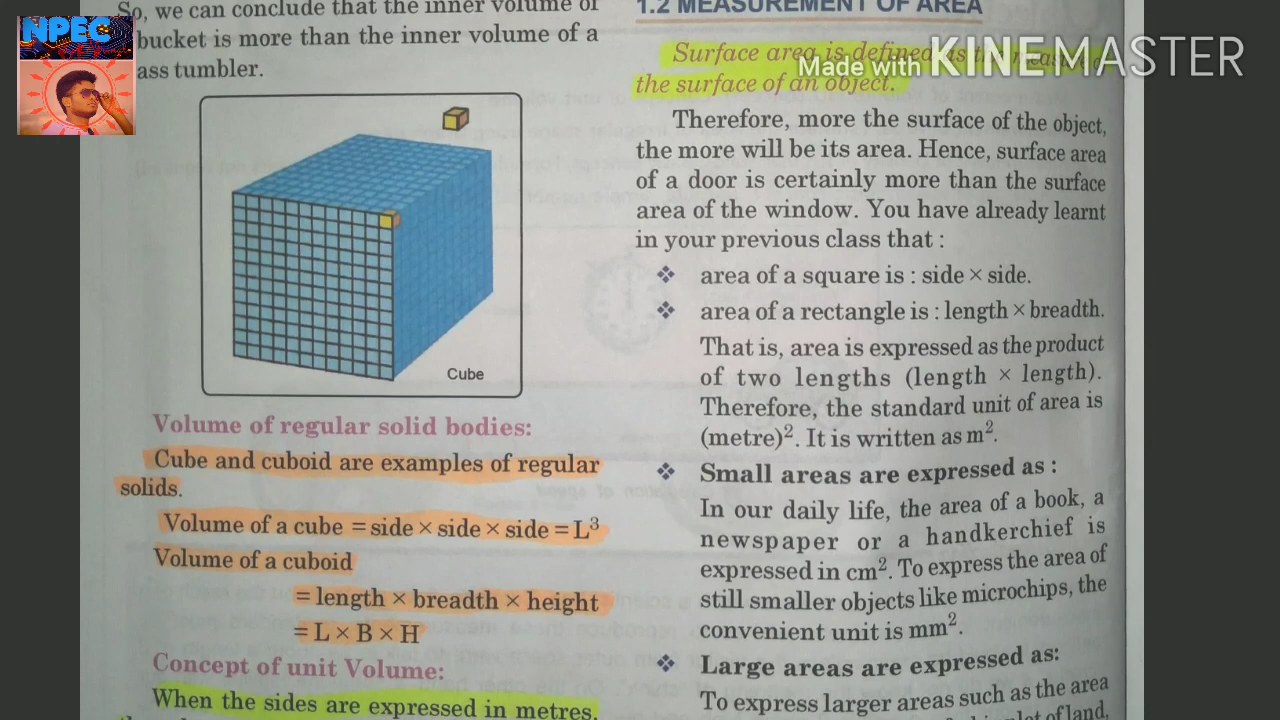 NPEC
So, we can conclude that the inner volume of
bucket is more than the inner volume of a
ass tumbler.
Cube
Volume of regular solid bodies:
Cube and cuboid are examples of regular
solids.
Volume of a cube = side × side × side = L³
Volume of a cuboid
= length × breadth × height
= L × B × H
Concept of unit Volume:
When the sides are expressed in metres,
1.2 MEASUREMENT OF AREA
Made with KINEMASTER
Surface area is defined as the measure
the surface of an object.
Therefore, more the surface of the object,
the more will be its area. Hence, surface area
of a door is certainly more than the surface
area of the window. You have already learnt
in your previous class that :
❖ area of a square is : side × side.
❖ area of a rectangle is : length × breadth.
That is, area is expressed as the product
of two lengths (length × length).
Therefore, the standard unit of area is
(metre)². It is written as m².
❖ Small areas are expressed as :
In our daily life, the area of a book, a
newspaper or a handkerchief is
expressed in cm². To express the area of
still smaller objects like microchips, the
convenient unit is mm².
❖ Large areas are expressed as:
To express larger areas such as the area
plot of land,